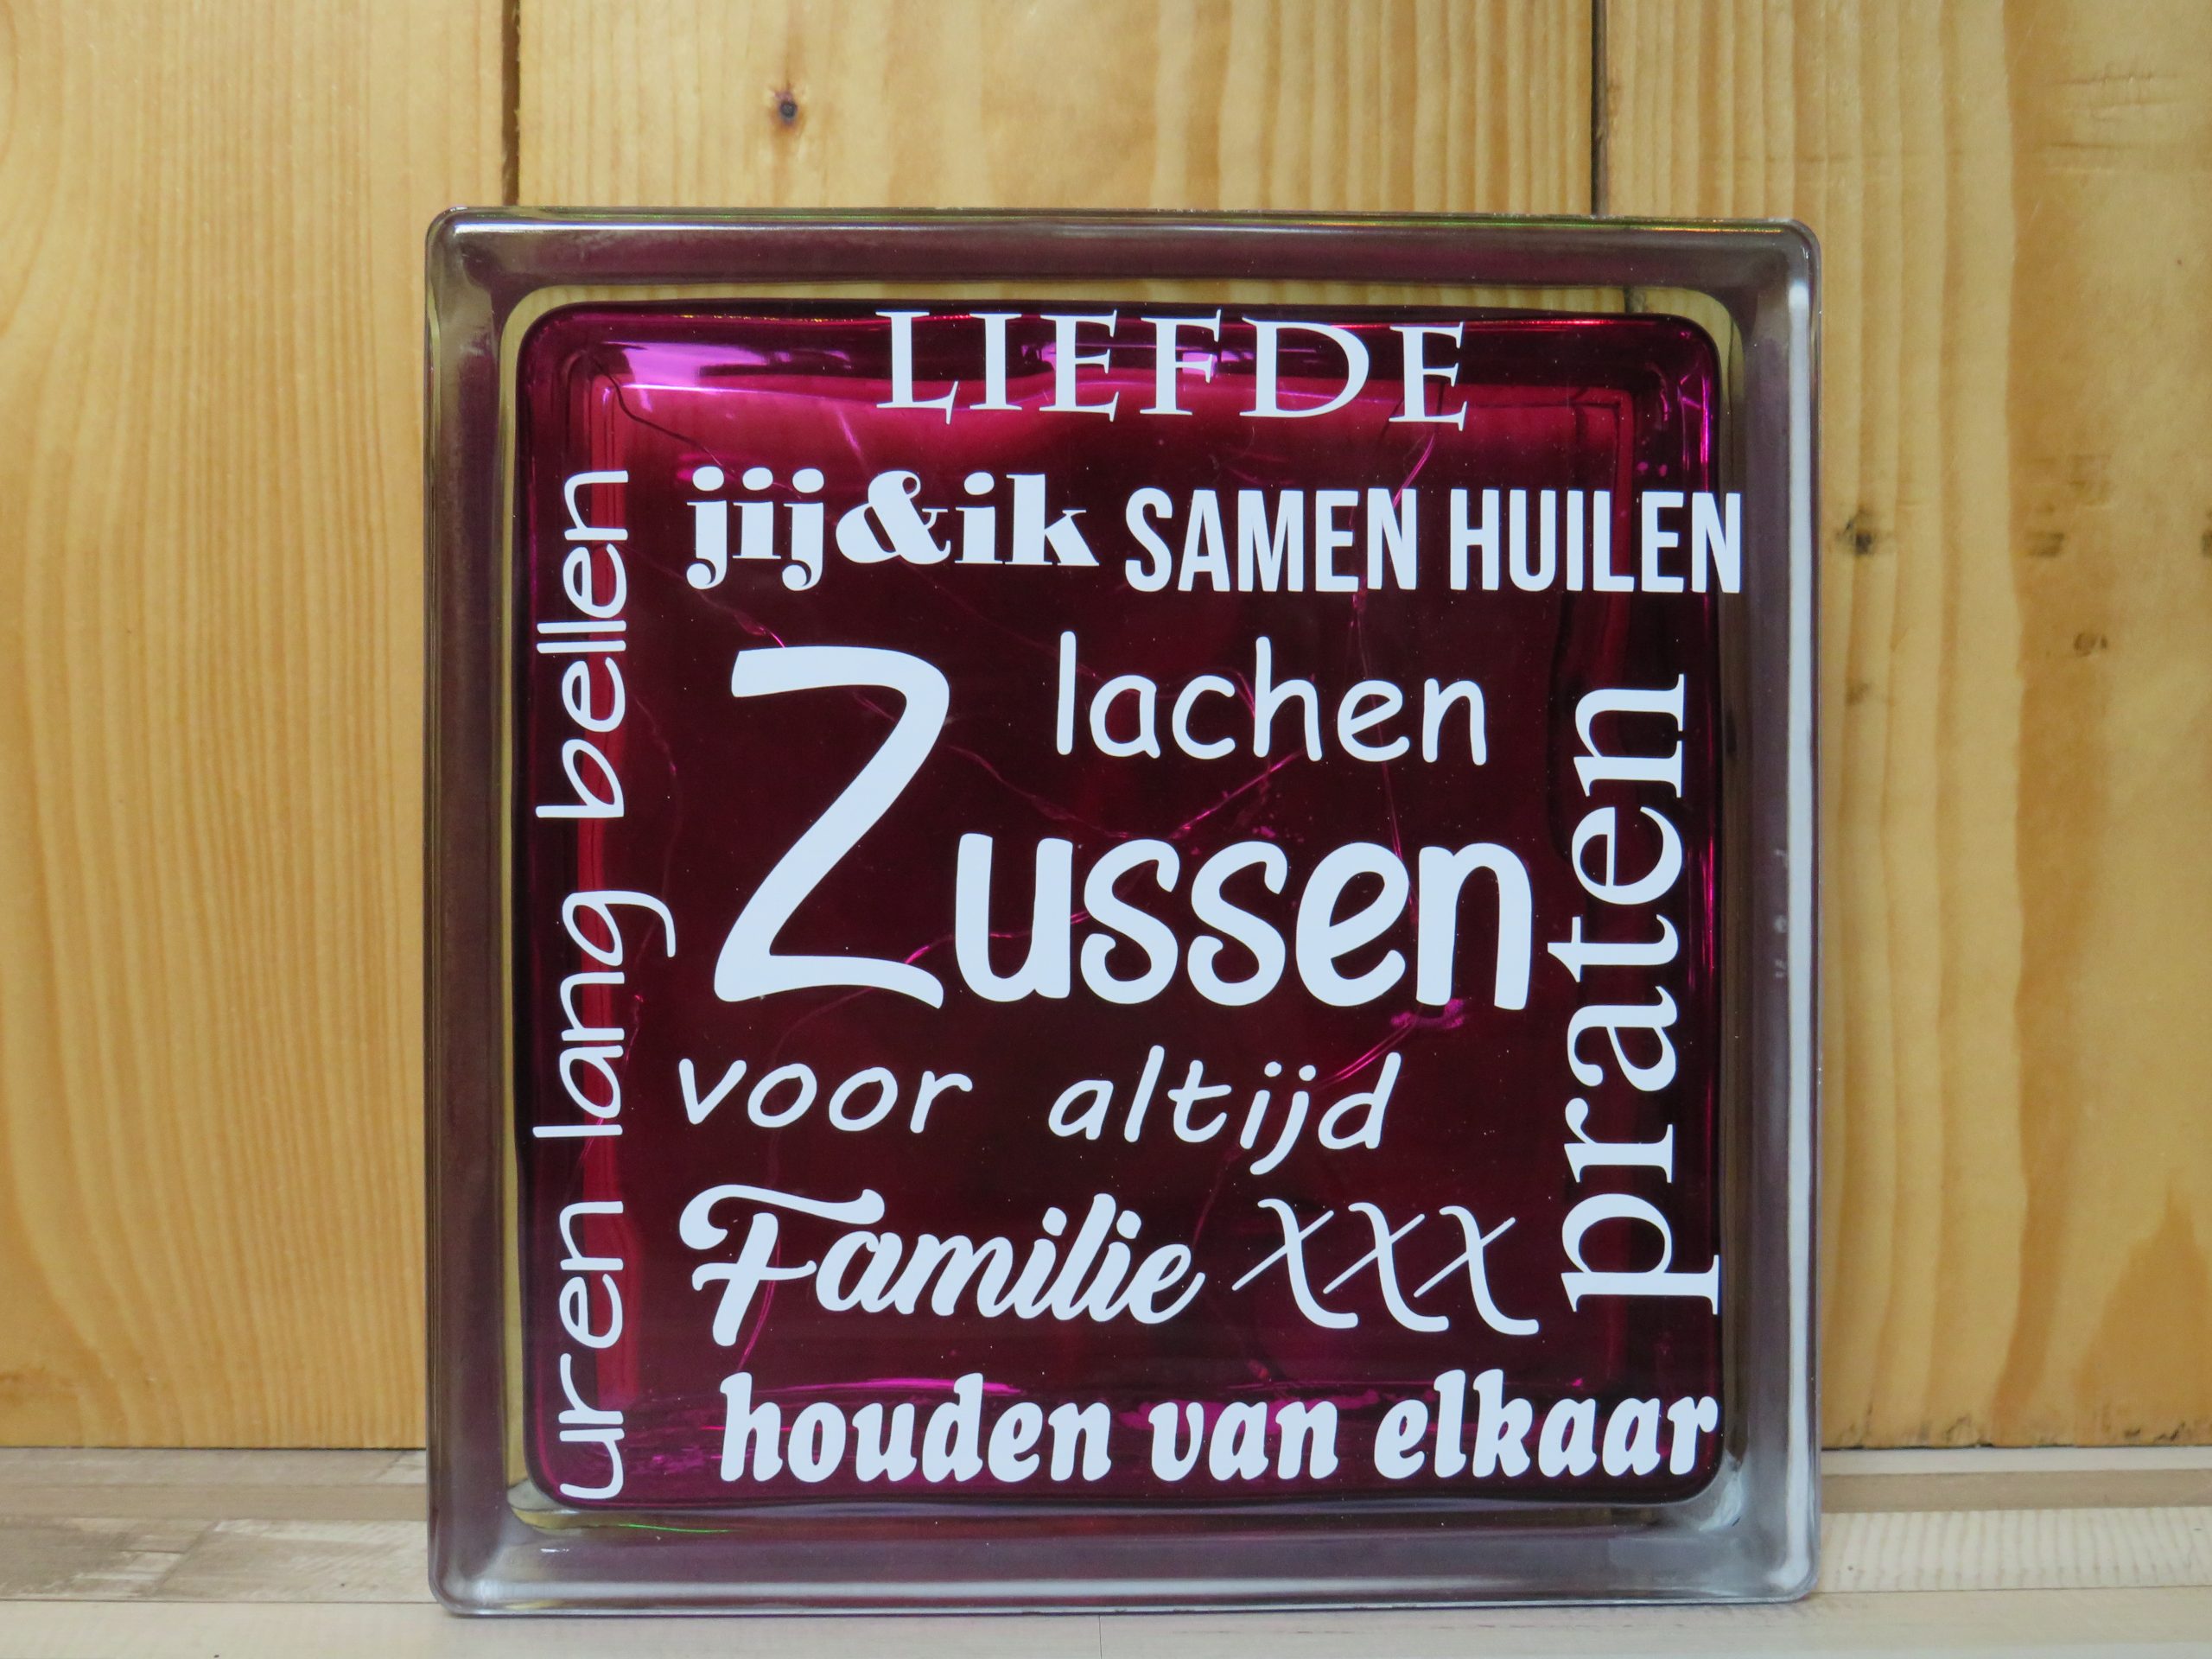 LIEFDE
jij&ik SAMEN HUILEN
lachen
Zussen
voor altijd
Familie XXX
houden van elkaar
uren lang bellen
praten